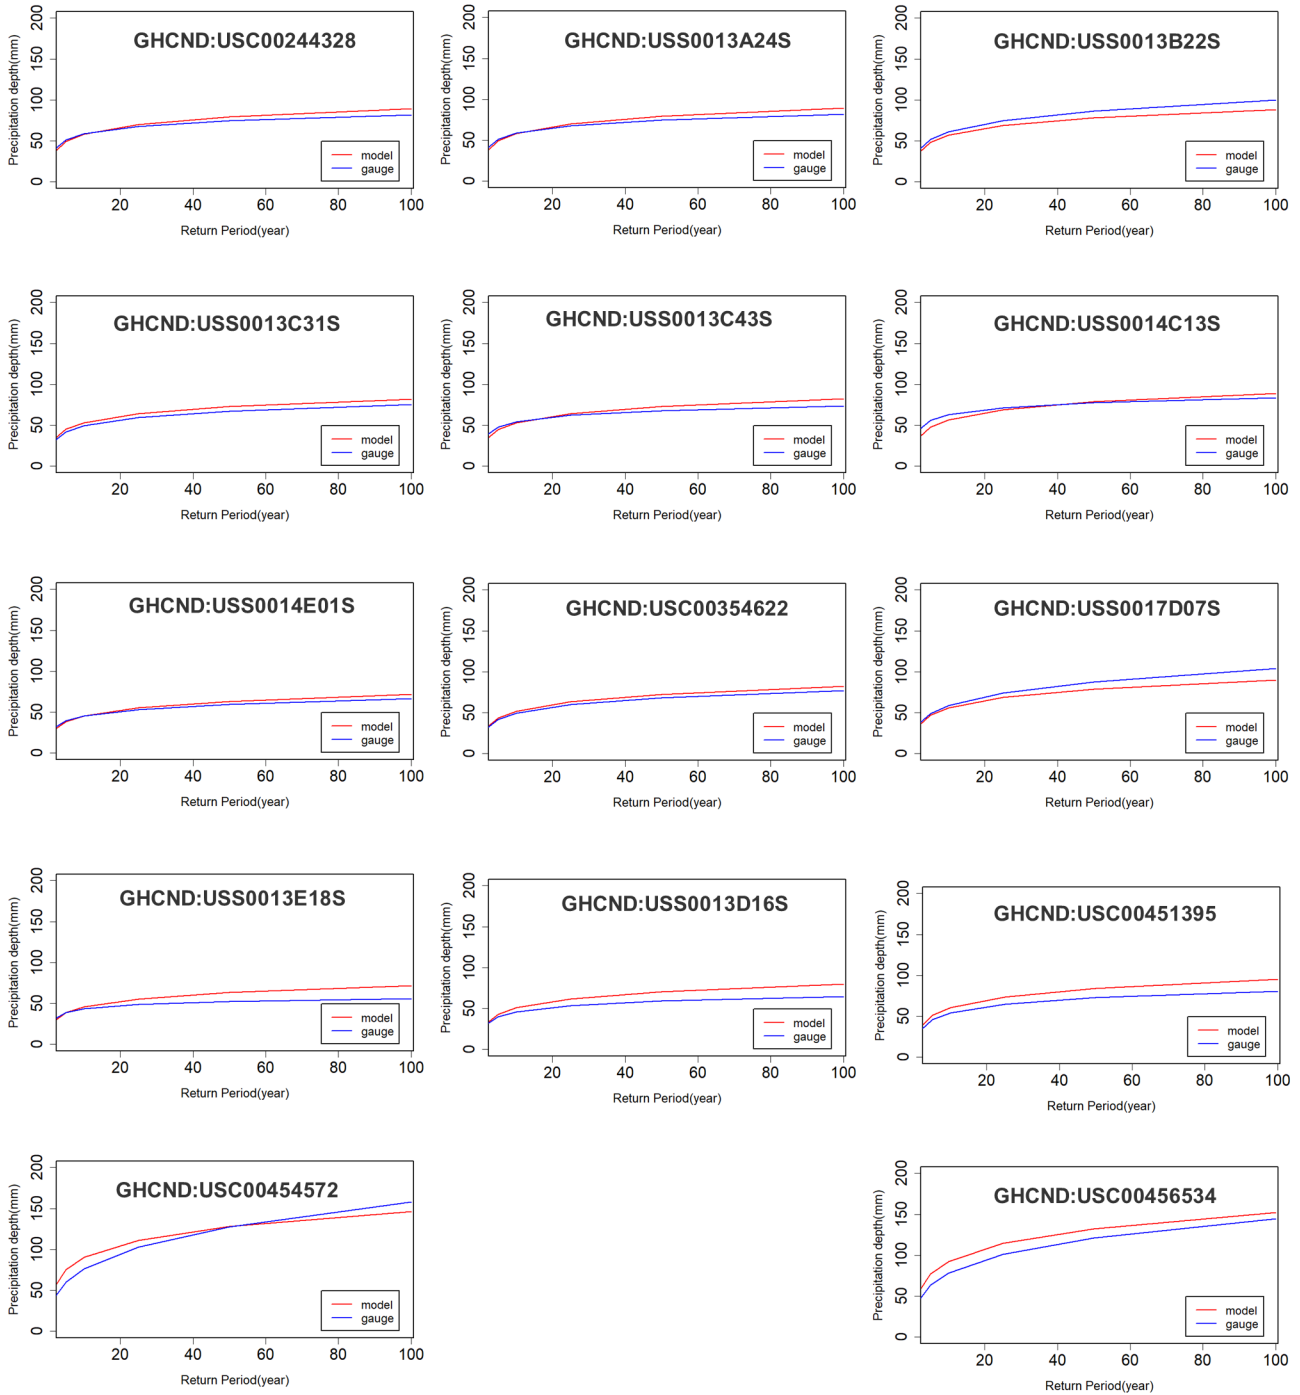 GHCND:USC00244328
Precipitation depth(mm)
200
150
100
50
0
model
gauge
20 40 60 80 100
Return Period(year)
GHCND:USS0013A24S
Precipitation depth(mm)
200
150
100
50
0
model
gauge
20 40 60 80 100
Return Period(year)
GHCND:USS0013B22S
Precipitation depth(mm)
200
150
100
50
0
model
gauge
20 40 60 80 100
Return Period(year)
GHCND:USS0013C31S
Precipitation depth(mm)
200
150
100
50
0
model
gauge
20 40 60 80 100
Return Period(year)
GHCND:USS0013C43S
Precipitation depth(mm)
200
150
100
50
0
model
gauge
20 40 60 80 100
Return Period(year)
GHCND:USS0014C13S
Precipitation depth(mm)
200
150
100
50
0
model
gauge
20 40 60 80 100
Return Period(year)
GHCND:USS0014E01S
Precipitation depth(mm)
200
150
100
50
0
model
gauge
20 40 60 80 100
Return Period(year)
GHCND:USC00354622
Precipitation depth(mm)
200
150
100
50
0
model
gauge
20 40 60 80 100
Return Period(year)
GHCND:USS0017D07S
Precipitation depth(mm)
200
150
100
50
0
model
gauge
20 40 60 80 100
Return Period(year)
GHCND:USS0013E18S
Precipitation depth(mm)
200
150
100
50
0
model
gauge
20 40 60 80 100
Return Period(year)
GHCND:USS0013D16S
Precipitation depth(mm)
200
150
100
50
0
model
gauge
20 40 60 80 100
Return Period(year)
GHCND:USC00451395
Precipitation depth(mm)
200
150
100
50
0
model
gauge
20 40 60 80 100
Return Period(year)
GHCND:USC00454572
Precipitation depth(mm)
200
150
100
50
0
model
gauge
20 40 60 80 100
Return Period(year)
GHCND:USC00456534
Precipitation depth(mm)
200
150
100
50
0
model
gauge
20 40 60 80 100
Return Period(year)